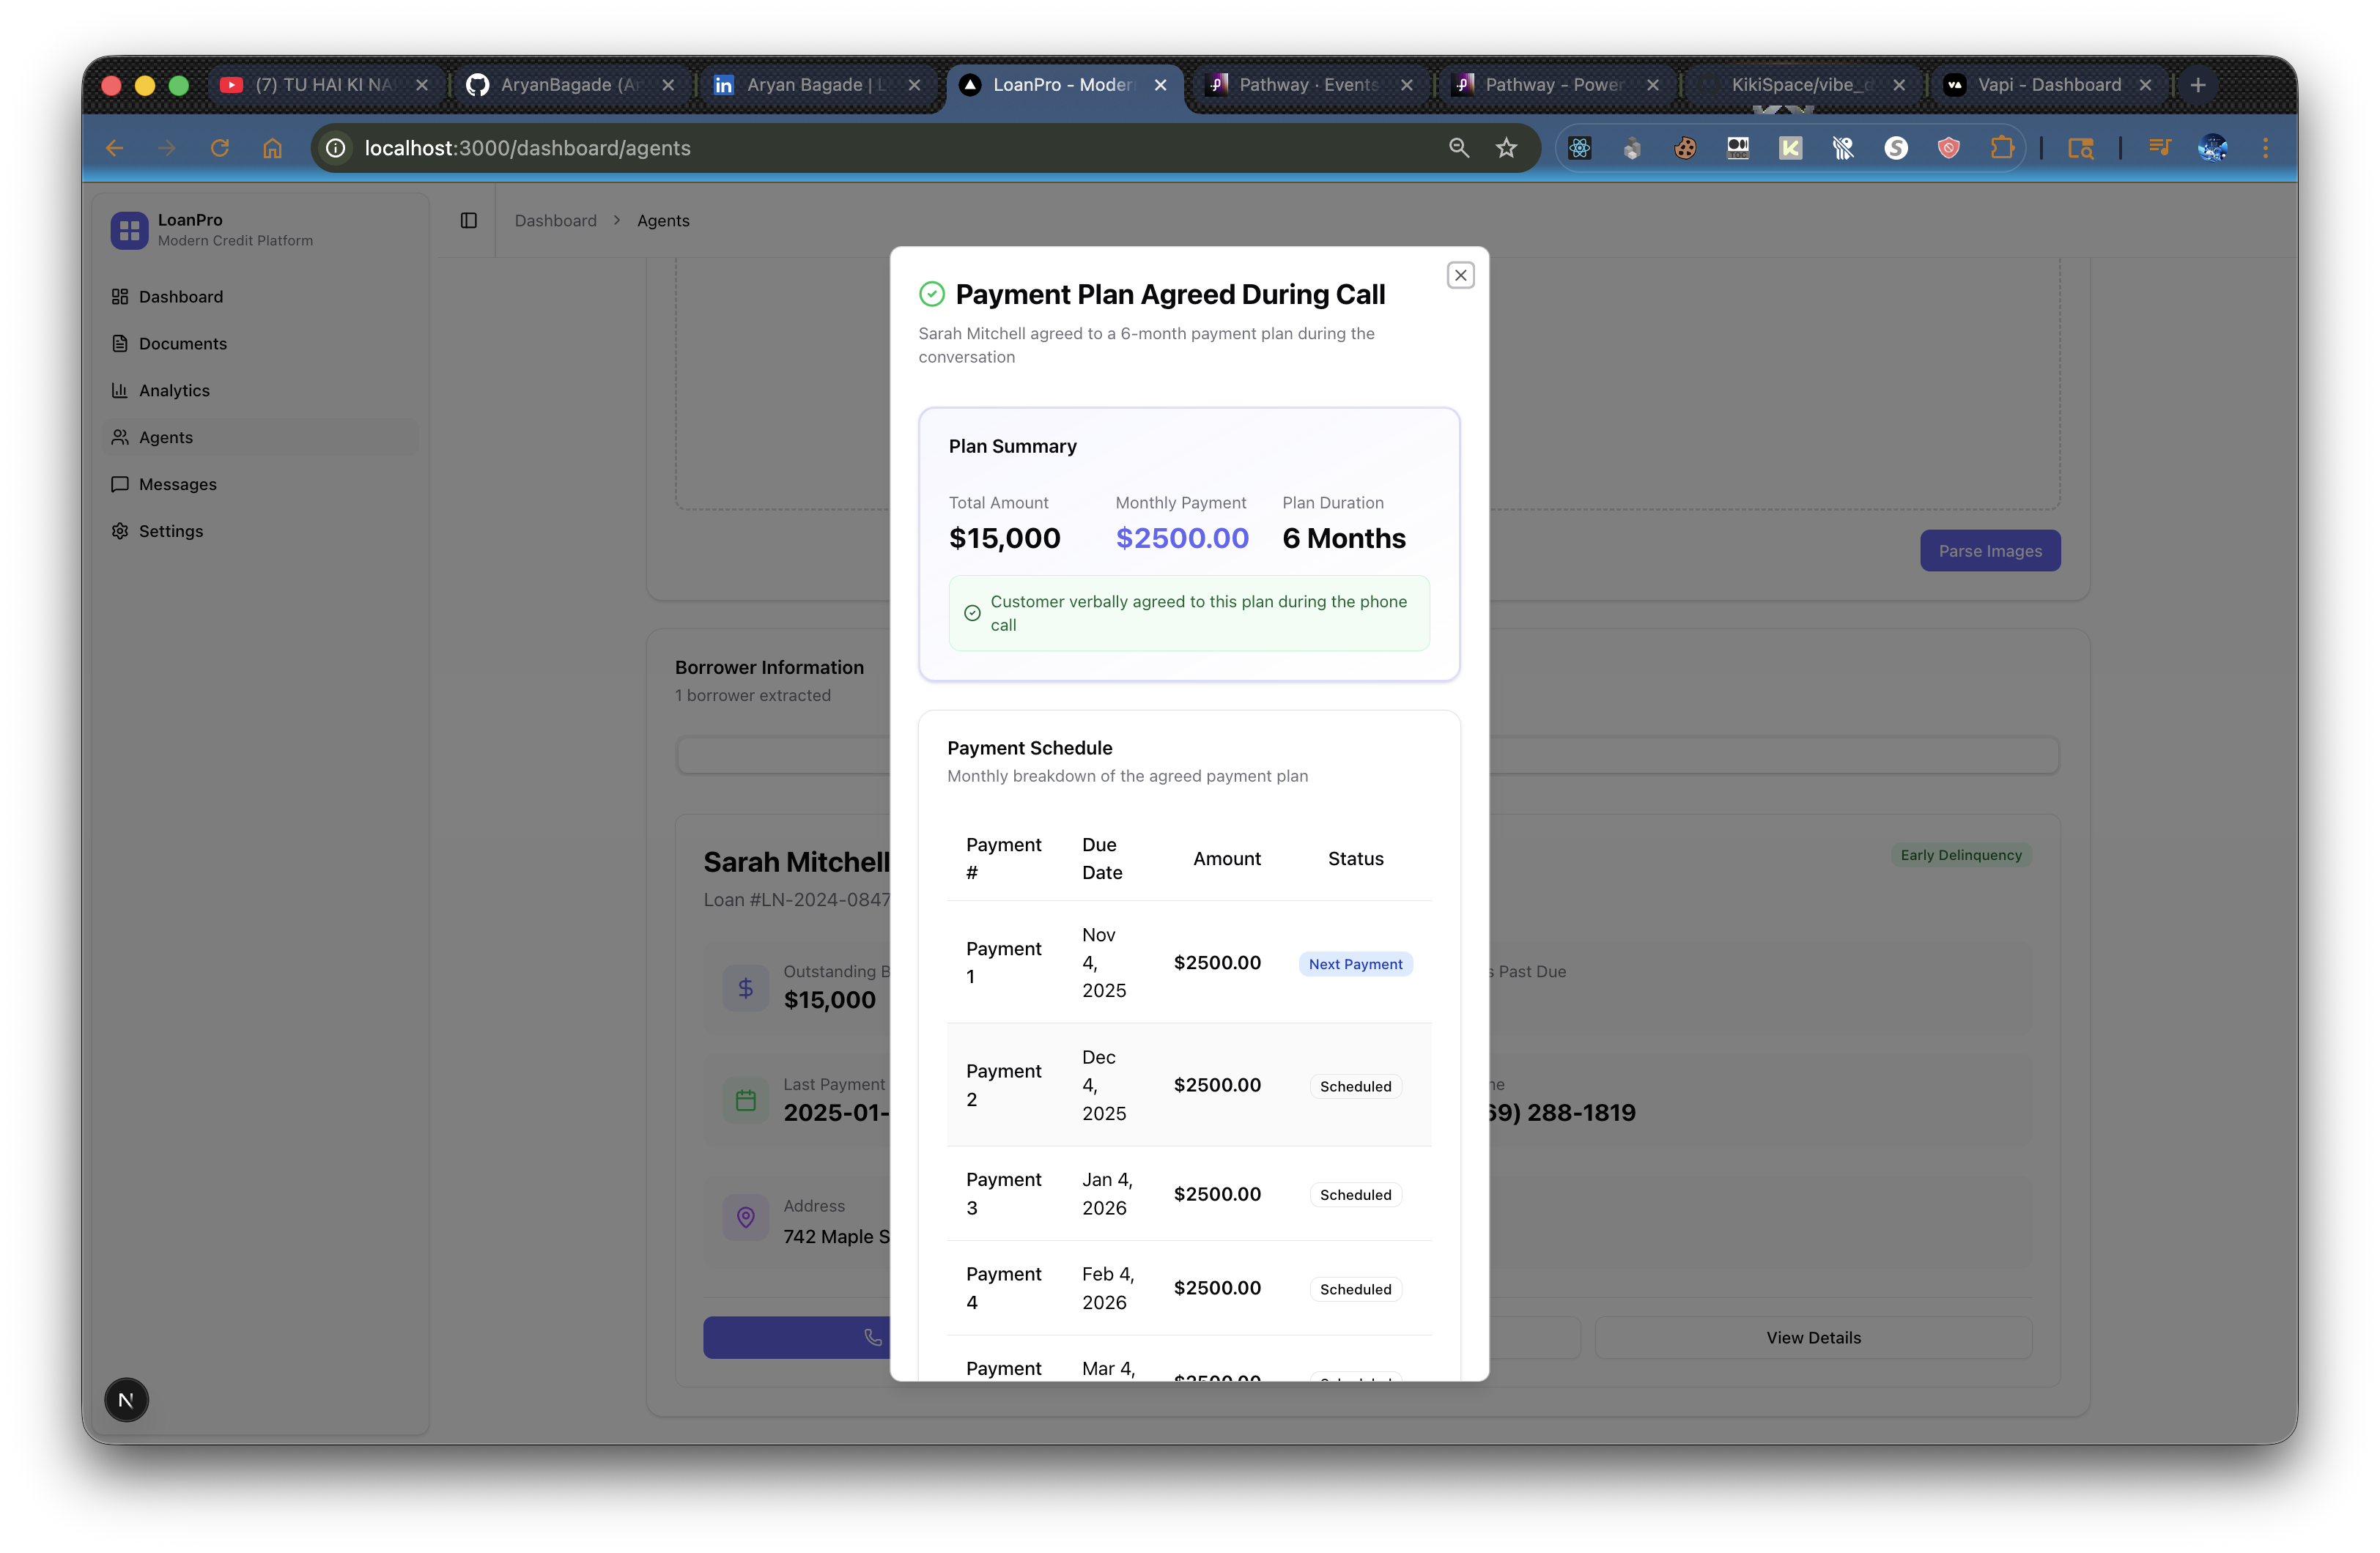 (7) TU HAI KI NA
AryanBagade (Ar
Aryan Bagade | L
LoanPro - Modern
Pathway · Events
Pathway - Power
KikiSpace/vibe_d
Vapi - Dashboard
localhost:3000/dashboard/agents
LoanPro
Modern Credit Platform
Dashboard
Documents
Analytics
Agents
Messages
Settings
N
Dashboard > Agents
Parse Images
Borrower Information
1 borrower extracted
Sarah Mitchell
Early Delinquency
Loan #LN-2024-0847
Outstanding B
$15,000
s Past Due
Last Payment
2025-01-
ne
69) 288-1819
Address
742 Maple S
View Details
Payment Plan Agreed During Call
Sarah Mitchell agreed to a 6-month payment plan during the
conversation
Plan Summary
Total Amount Monthly Payment Plan Duration
$15,000 $2500.00 6 Months
Customer verbally agreed to this plan during the phone
call
Payment Schedule
Monthly breakdown of the agreed payment plan
Payment # Due Date Amount Status
Payment 1 Nov 4, 2025 $2500.00 Next Payment
Payment 2 Dec 4, 2025 $2500.00 Scheduled
Payment 3 Jan 4, 2026 $2500.00 Scheduled
Payment 4 Feb 4, 2026 $2500.00 Scheduled
Payment Mar 4, $2500.00 Scheduled